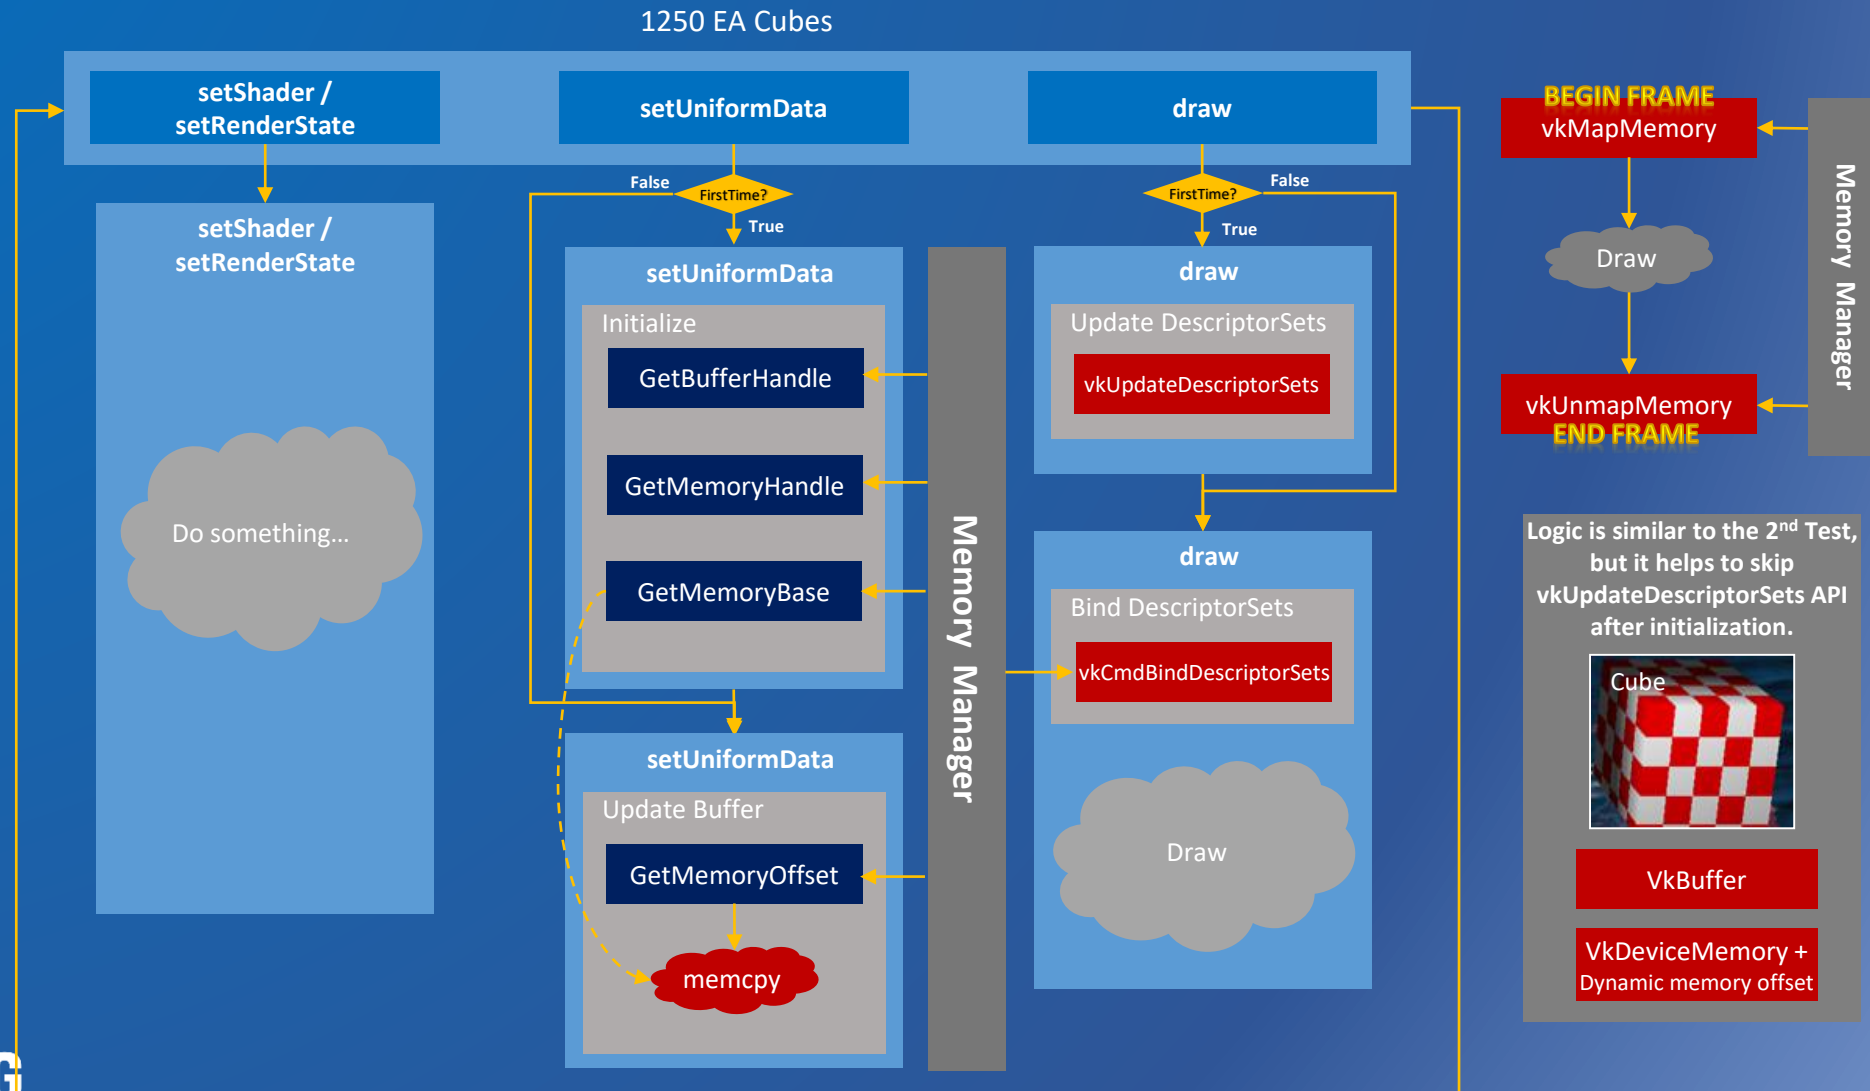 1250 EA Cubes
setShader /
setRenderState
setUniformData
draw
setShader /
setRenderState
Do something...
False
FirstTime?
True
setUniformData
Initialize
GetBufferHandle
GetMemoryHandle
GetMemoryBase
setUniformData
Update Buffer
GetMemoryOffset
memcpy
Memory Manager
FirstTime?
False
True
draw
Update DescriptorSets
vkUpdateDescriptorSets
draw
Bind DescriptorSets
vkCmdBindDescriptorSets
Draw
BEGIN FRAME
vkMapMemory
Draw
vkUnmapMemory
END FRAME
Memory Manager
Logic is similar to the 2nd Test,
but it helps to skip
vkUpdateDescriptorSets API
after initialization.
Cube
VkBuffer
VkDeviceMemory +
Dynamic memory offset
G